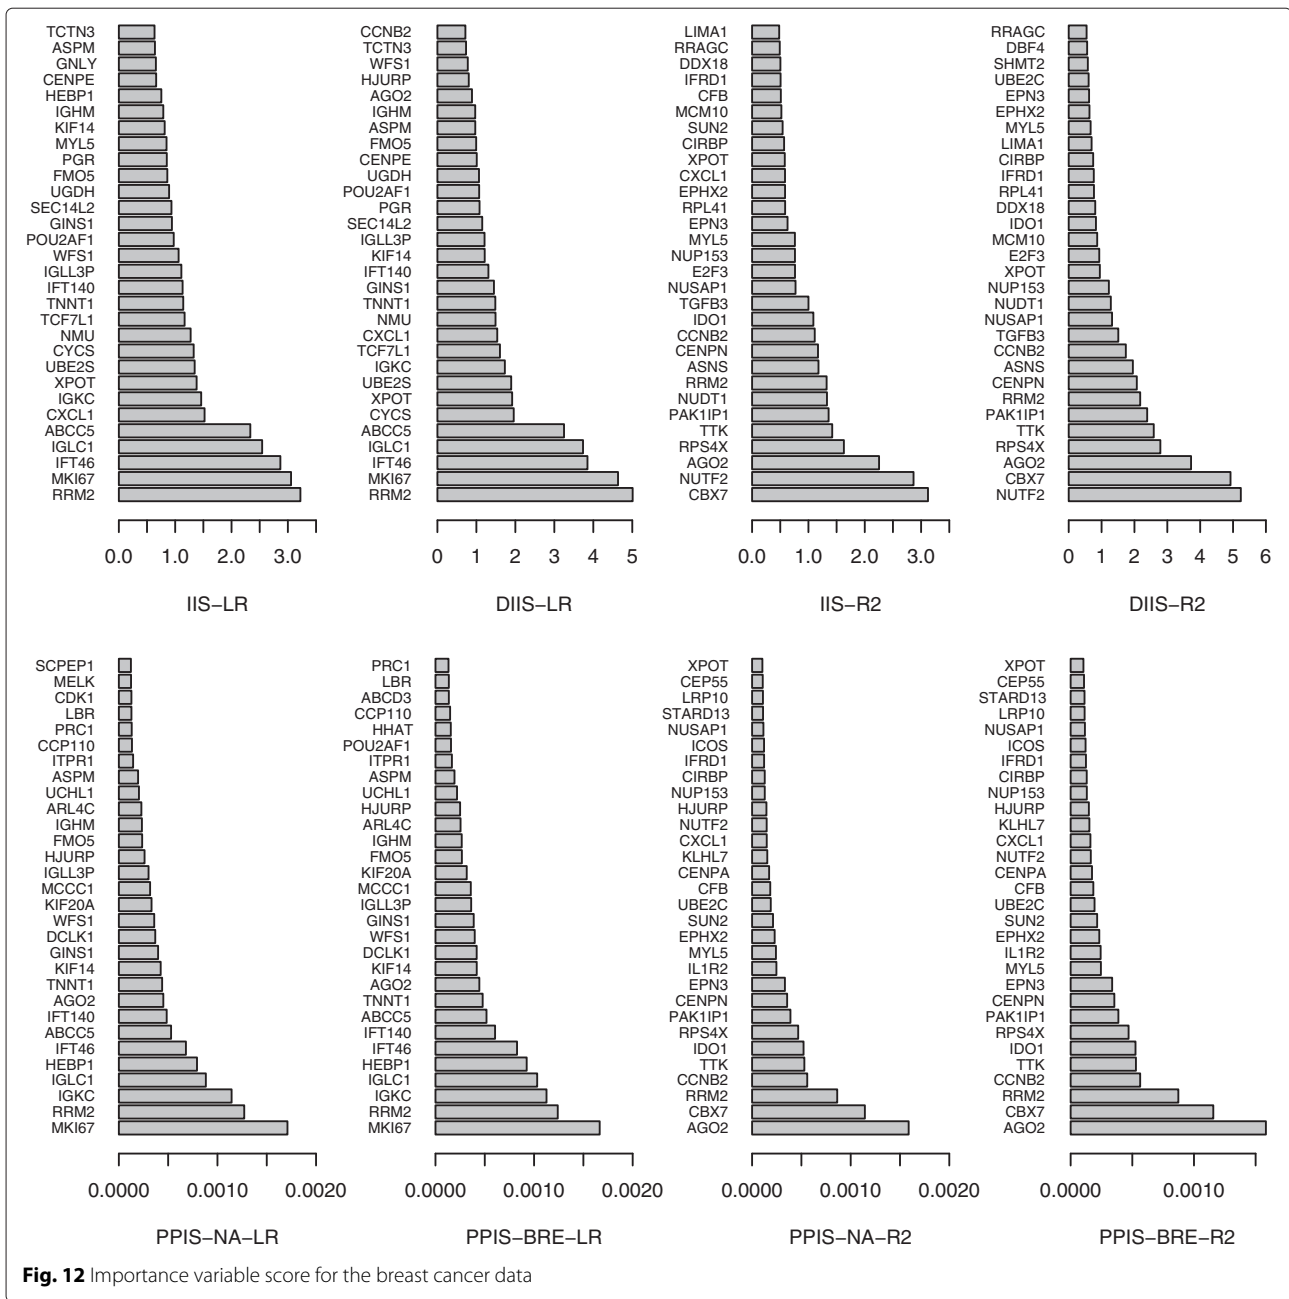 TCTN3
ASPM
GNLY
CENPE
HEBP1
IGHM
KIF14
MYL5
PGR
FMO5
UGDH
SEC14L2
GINS1
POU2AF1
WFS1
IGLL3P
IFT140
TNNT1
TCF7L1
NMU
CYCS
UBE2S
XPOT
IGKC
CXCL1
ABCC5
IGLC1
IFT46
MKI67
RRM2
0.0 1.0 2.0 3.0
IIS−LR
CCNB2
TCTN3
WFS1
HJURP
AGO2
IGHM
ASPM
FMO5
CENPE
UGDH
POU2AF1
PGR
SEC14L2
IGLL3P
KIF14
IFT140
GINS1
TNNT1
NMU
CXCL1
TCF7L1
IGKC
UBE2S
XPOT
CYCS
ABCC5
IGLC1
IFT46
MKI67
RRM2
0 1 2 3 4 5
DIIS−LR
LIMA1
RRAGC
DDX18
IFRD1
CFB
MCM10
SUN2
CIRBP
XPOT
CXCL1
EPHX2
RPL41
EPN3
MYL5
NUP153
E2F3
NUSAP1
TGFB3
IDO1
CCNB2
CENPN
ASNS
RRM2
NUDT1
PAK1IP1
TTK
RPS4X
AGO2
NUTF2
CBX7
0.0 1.0 2.0 3.0
IIS−R2
RRAGC
DBF4
SHMT2
UBE2C
EPN3
EPHX2
MYL5
LIMA1
CIRBP
IFRD1
RPL41
DDX18
IDO1
MCM10
E2F3
XPOT
NUP153
NUDT1
NUSAP1
TGFB3
CCNB2
ASNS
CENPN
RRM2
PAK1IP1
TTK
RPS4X
AGO2
CBX7
NUTF2
0 1 2 3 4 5 6
DIIS−R2
SCPEP1
MELK
CDK1
LBR
PRC1
CCP110
ITPR1
ASPM
UCHL1
ARL4C
IGHM
FMO5
HJURP
IGLL3P
MCCC1
KIF20A
WFS1
DCLK1
GINS1
KIF14
TNNT1
AGO2
IFT140
ABCC5
IFT46
HEBP1
IGLC1
IGKC
RRM2
MKI67
0.0000 0.0010 0.0020
PPIS−NA−LR
PRC1
LBR
ABCD3
CCP110
HHAT
POU2AF1
ITPR1
ASPM
UCHL1
HJURP
ARL4C
IGHM
FMO5
KIF20A
MCCC1
IGLL3P
GINS1
WFS1
DCLK1
KIF14
AGO2
TNNT1
ABCC5
IFT140
IFT46
HEBP1
IGLC1
IGKC
RRM2
MKI67
0.0000 0.0010 0.0020
PPIS−BRE−LR
XPOT
CEP55
LRP10
STARD13
NUSAP1
ICOS
IFRD1
CIRBP
NUP153
HJURP
NUTF2
CXCL1
KLHL7
CENPA
CFB
UBE2C
SUN2
EPHX2
MYL5
IL1R2
EPN3
CENPN
PAK1IP1
RPS4X
IDO1
TTK
CCNB2
RRM2
CBX7
AGO2
0.0000 0.0010 0.0020
PPIS−NA−R2
XPOT
CEP55
STARD13
LRP10
NUSAP1
ICOS
IFRD1
CIRBP
NUP153
HJURP
KLHL7
CXCL1
NUTF2
CENPA
CFB
UBE2C
SUN2
EPHX2
IL1R2
MYL5
EPN3
CENPN
PAK1IP1
RPS4X
IDO1
TTK
CCNB2
RRM2
CBX7
AGO2
0.0000 0.0010
PPIS−BRE−R2
Fig. 12 Importance variable score for the breast cancer data